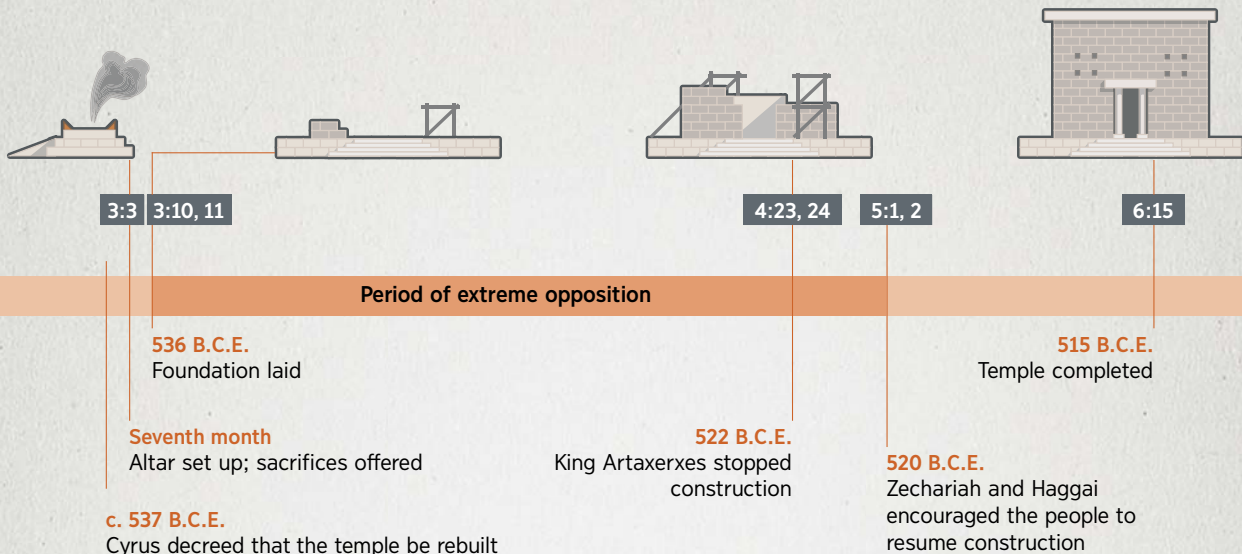 3:3
3:10, 11
4:23, 24
5:1, 2
6:15
Period of extreme opposition
536 B.C.E.
Foundation laid
515 B.C.E.
Temple completed
Seventh month
Altar set up; sacrifices offered
522 B.C.E.
King Artaxerxes stopped
construction
520 B.C.E.
Zechariah and Haggai
encouraged the people to
resume construction
c. 537 B.C.E.
Cyrus decreed that the temple be rebuilt